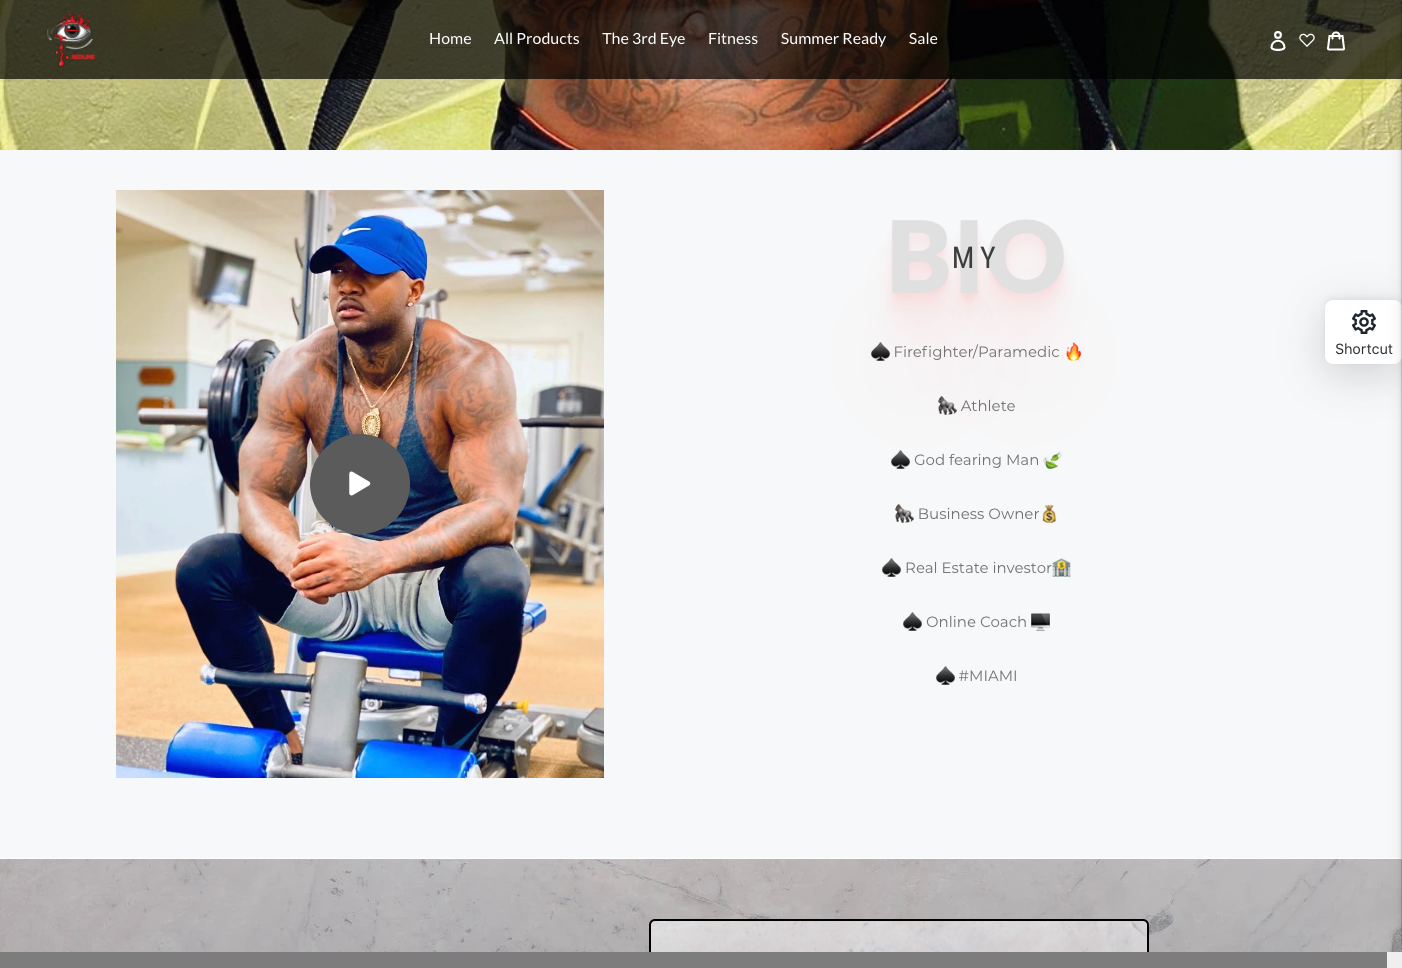 Home All Products The 3rd Eye Fitness Summer Ready Sale
BIO
MY
Shortcut
♠️ Firefighter/Paramedic 🔥
🦍 Athlete
♠️ God fearing Man 🍃
🦍 Business Owner💰
♠️ Real Estate investor🏦
♠️ Online Coach 🖥️
♠️ #MIAMI